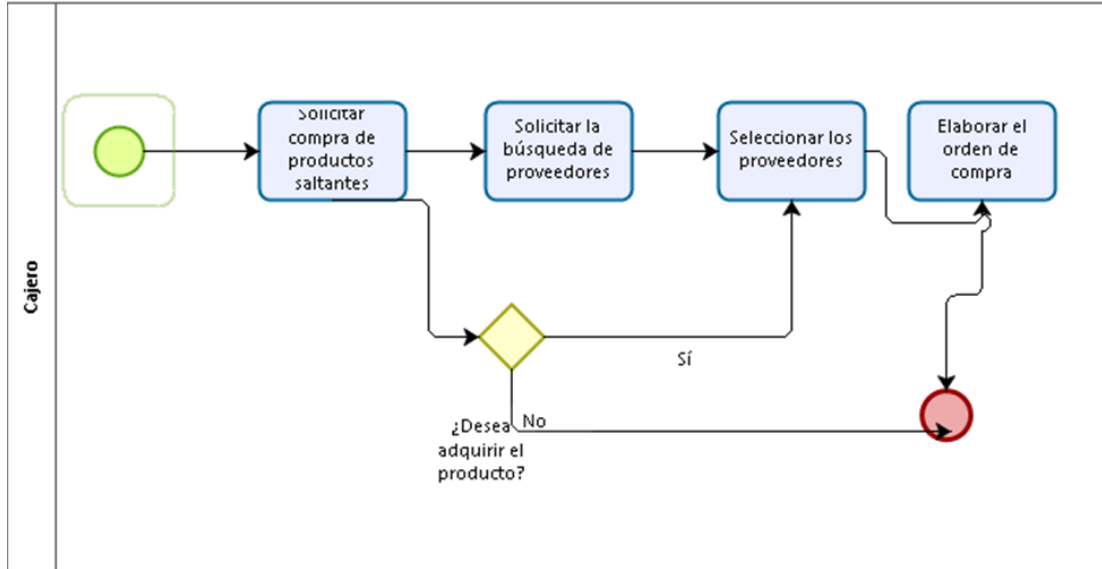 Cajero
Solicitar
compra de
productos
saltantes
Solicitar la
búsqueda de
proveedores
Seleccionar los
proveedores
Elaborar el
orden de
compra
Sí
No
¿Desea
adquirir el
producto?